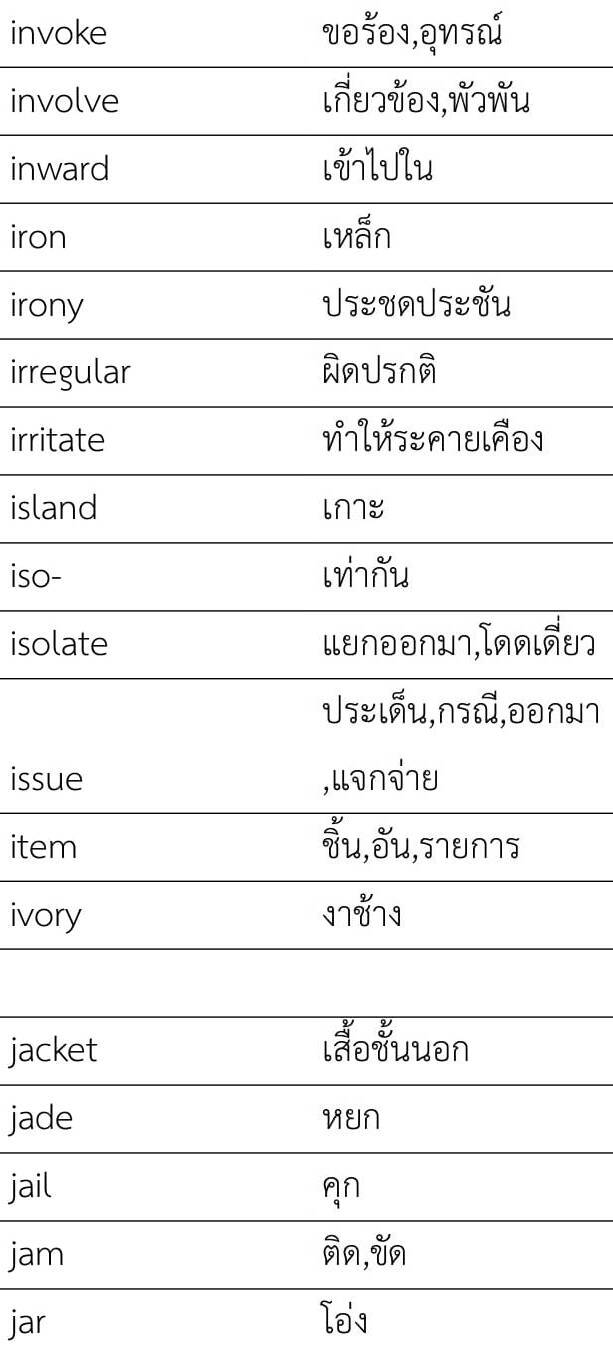 invoke ขอร้อง,อุทรณ์
involve เกี่ยวข้อง,พัวพัน
inward เข้าไปใน
iron เหล็ก
irony ประชดประชัน
irregular ผิดปรกติ
irritate ทำให้ระคายเคือง
island เกาะ
iso- เท่ากัน
isolate แยกออกมา,โดดเดี่ยว
ประเด็น,กรณี,ออกมา
issue ,แจกจ่าย
item ชิ้น,อัน,รายการ
ivory งาช้าง
jacket เสื้อชั้นนอก
jade หยก
jail คุก
jam ติด,ขัด
jar โอ่ง